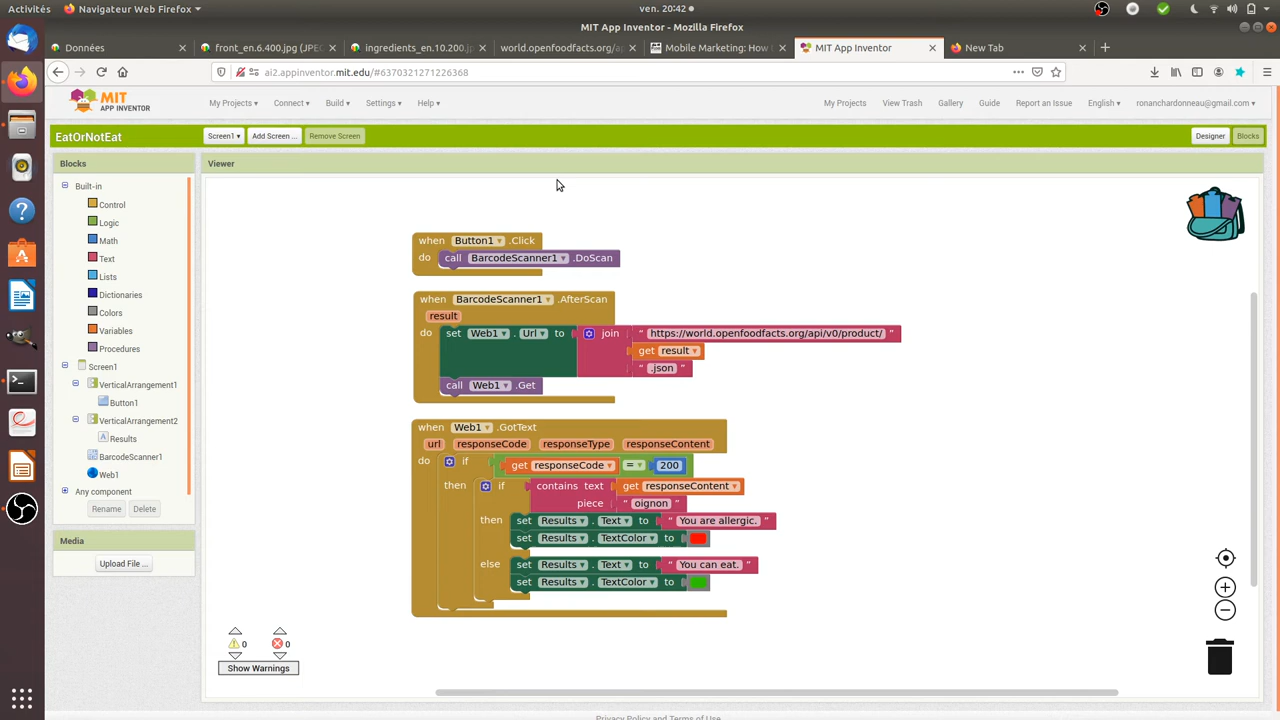 Activités
Navigateur Web Firefox
ven. 20:42
MIT App Inventor - Mozilla Firefox
Données
front_en.6.400.jpg (JPEG
ingredients_en.10.200.j
world.openfoodfacts.org/ap
Mobile Marketing: How
MIT App Inventor
New Tab
ai2.appinventor.mit.edu/#6370321271226368
MIT
APP INVENTOR
My Projects
Connect
Build
Settings
Help
My Projects
View Trash
Gallery
Guide
Report an Issue
English
ronanchardonneau@gmail.com
EatOrNotEat
Screen1
Add Screen ...
Remove Screen
Designer
Blocks
Blocks
Viewer
Built-in
Control
Logic
Math
Text
Lists
Dictionaries
Colors
Variables
Procedures
Screen1
VerticalArrangement1
Button1
VerticalArrangement2
Results
BarcodeScanner1
Web1
Any component
Rename
Delete
Media
Upload File ...
when Button1 .Click
do call BarcodeScanner1 .DoScan
when BarcodeScanner1 .AfterScan
result
do set Web1 . Url to join " https://world.openfoodfacts.org/api/v0/product/ "
get result
" .json "
call Web1 .Get
when Web1 .GotText
url responseCode responseType responseContent
do if get responseCode = 200
then if contains text get responseContent
piece " oignon "
then set Results . Text to " You are allergic. "
set Results . TextColor to
else set Results . Text to " You can eat. "
set Results . TextColor to
0
0
Show Warnings
Privacy Policy and Terms of Use